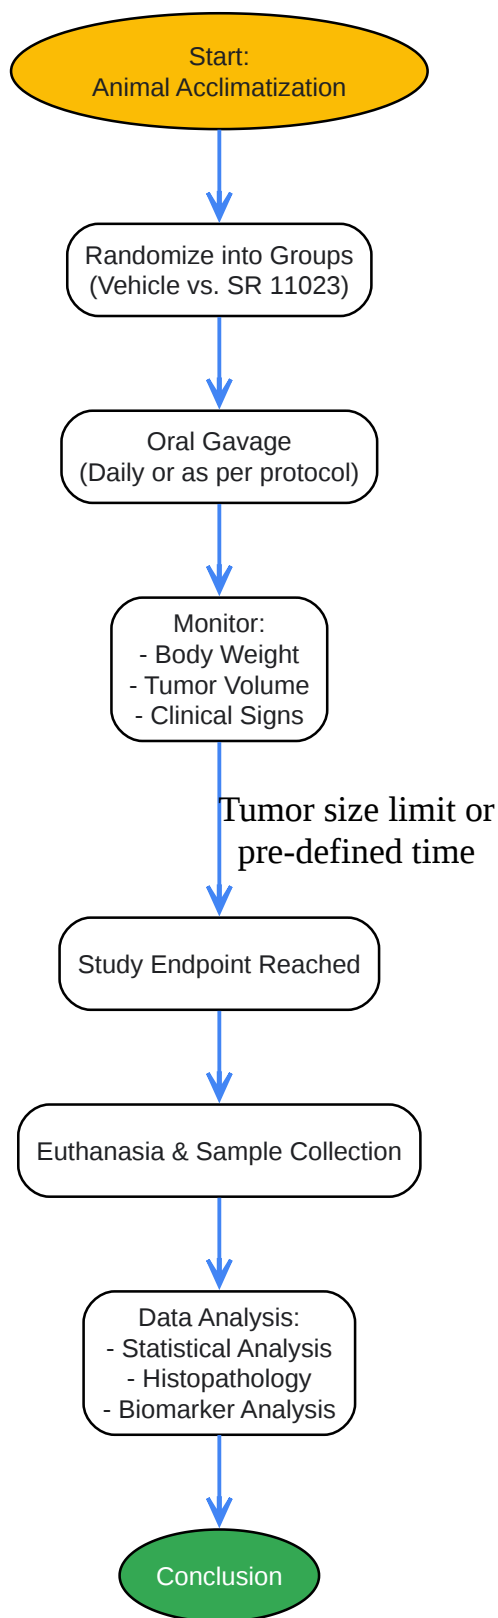 Start:
Animal Acclimatization
Randomize into Groups
(Vehicle vs. SR 11023)
Oral Gavage
(Daily or as per protocol)
Monitor:
- Body Weight
- Tumor Volume
- Clinical Signs
Tumor size limit or
pre-defined time
Study Endpoint Reached
Euthanasia & Sample Collection
Data Analysis:
- Statistical Analysis
- Histopathology
- Biomarker Analysis
Conclusion